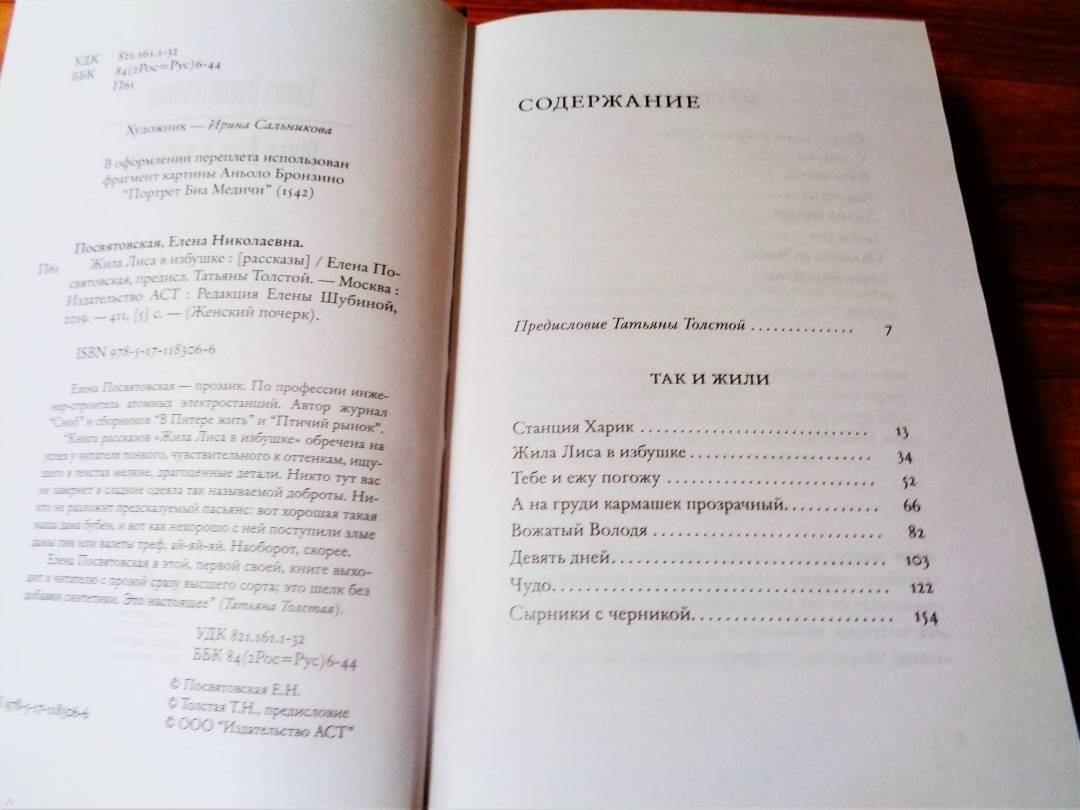 УДК 821.161.1-32
ББК 84(2Рос=Рус)6-44
П61
Художник — Ирина Сальникова
В оформлении переплета использован
фрагмент картины Аньоло Бронзино
“Портрет Биа Медичи” (1542)
Посвятовская, Елена Николаевна.
П61 Жила Лиса в избушке : [рассказы] / Елена По-
святовская, предисл. Татьяны Толстой. — Москва :
Издательство АСТ : Редакция Елены Шубиной,
2019. — 411, [5] с. — (Женский почерк).
ISBN 978-5-17-118306-6
Елена Посвятовская — прозаик. По профессии инже-
нер-строитель атомных электростанций. Автор журнал
“Сноб” и сборников “В Питере жить” и “Птичий рынок”.
“Книга рассказов «Жила Лиса в избушке» обречена на
успех у читателя тонкого, чувствительного к оттенкам, ищу-
щего в текстах мелкие, драгоценные детали. Никто тут вас
не завернет в сладкие одеяла так называемой доброты. Ни-
кто не разложит предсказуемый пасьянс: вот хорошая такая
наша дама бубен, и вот как нехорошо с ней поступили злые
дамы пик или валеты треф, ай-яй-яй. Наоборот, скорее.
Елена Посвятовская в этой, первой своей, книге выхо-
дит к читателю с прозой сразу высшего сорта; это шелк без
добавки синтетики. Это настоящее” (Татьяна Толстая).
УДК 821.161.1-32
ББК 84(2Рос=Рус)6-44
© Посвятовская Е.Н.
© Толстая Т.Н., предисловие
© ООО “Издательство АСТ”
978-5-17-118306-6
СОДЕРЖАНИЕ
Предисловие Татьяны Толстой . . . . . . . . . . . . . . 7
ТАК И ЖИЛИ
Станция Харик . . . . . . . . . . . . . . . . . . . . . . . . 13
Жила Лиса в избушке . . . . . . . . . . . . . . . . . . . 34
Тебе и ежу погожу . . . . . . . . . . . . . . . . . . . . . . 52
А на груди кармашек прозрачный. . . . . . . . . . . . 66
Вожатый Володя . . . . . . . . . . . . . . . . . . . . . . . . 82
Девять дней. . . . . . . . . . . . . . . . . . . . . . . . . . . . 103
Чудо. . . . . . . . . . . . . . . . . . . . . . . . . . . . . . . . . . 122
Сырники с черникой. . . . . . . . . . . . . . . . . . . . . 154